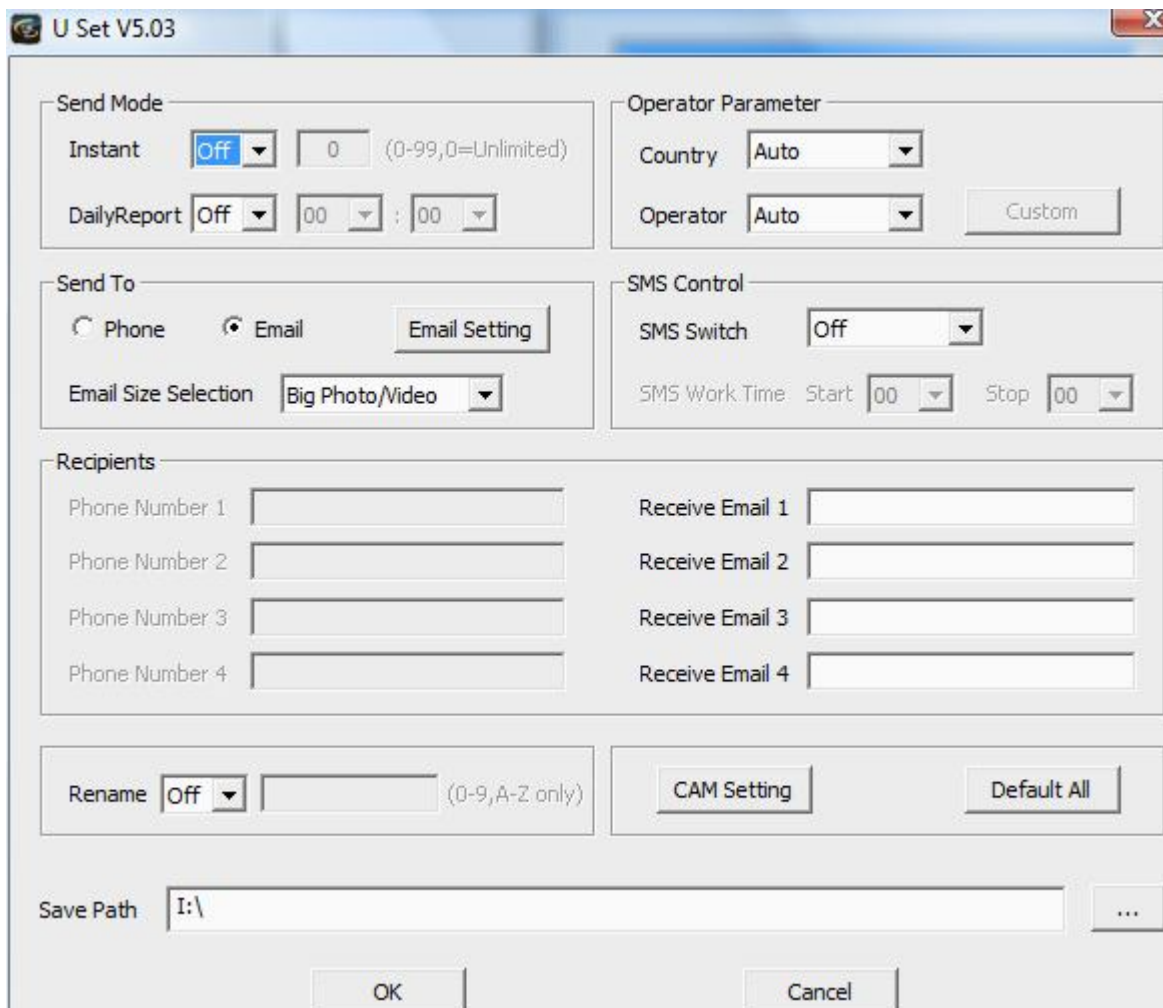 U Set V5.03
Send Mode
Instant Off 0 (0-99,0=Unlimited)
DailyReport Off 00 : 00
Operator Parameter
Country Auto
Operator Auto Custom
Send To
Phone Email Email Setting
Email Size Selection Big Photo/Video
SMS Control
SMS Switch Off
SMS Work Time Start 00 Stop 00
Recipients
Phone Number 1 Receive Email 1
Phone Number 2 Receive Email 2
Phone Number 3 Receive Email 3
Phone Number 4 Receive Email 4
Rename Off (0-9,A-Z only)
CAM Setting Default All
Save Path I:\ ...
OK Cancel